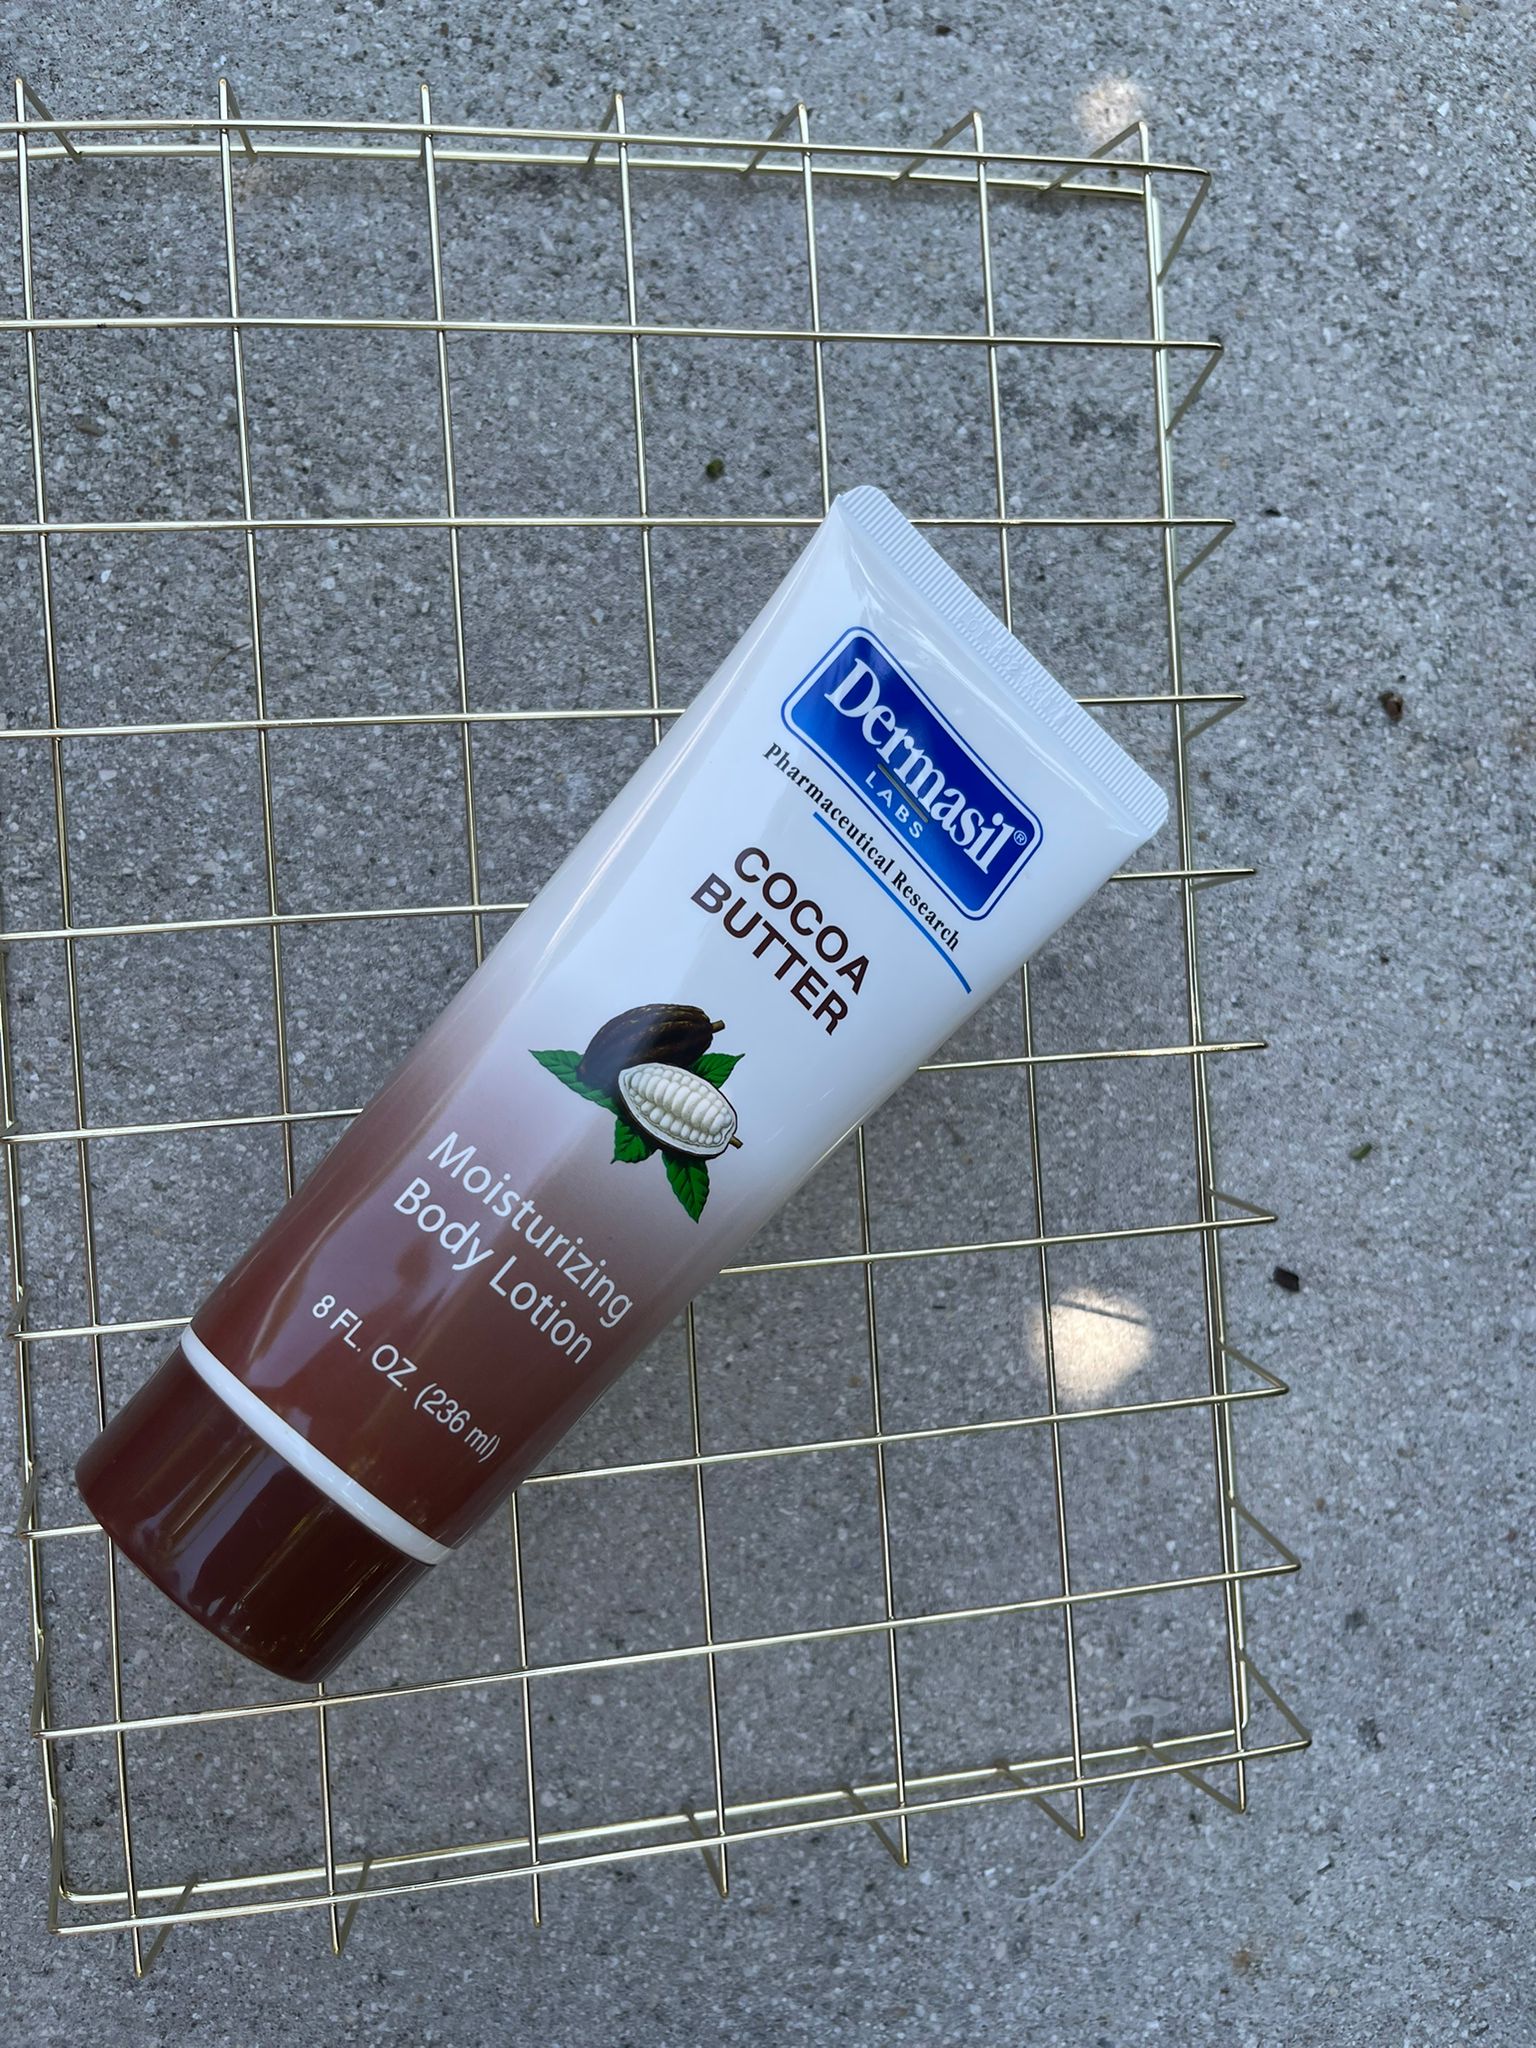 Dermasil®
LABS
Pharmaceutical Research
COCOA
BUTTER
Moisturizing
Body Lotion
8 FL. OZ. (236 ml)